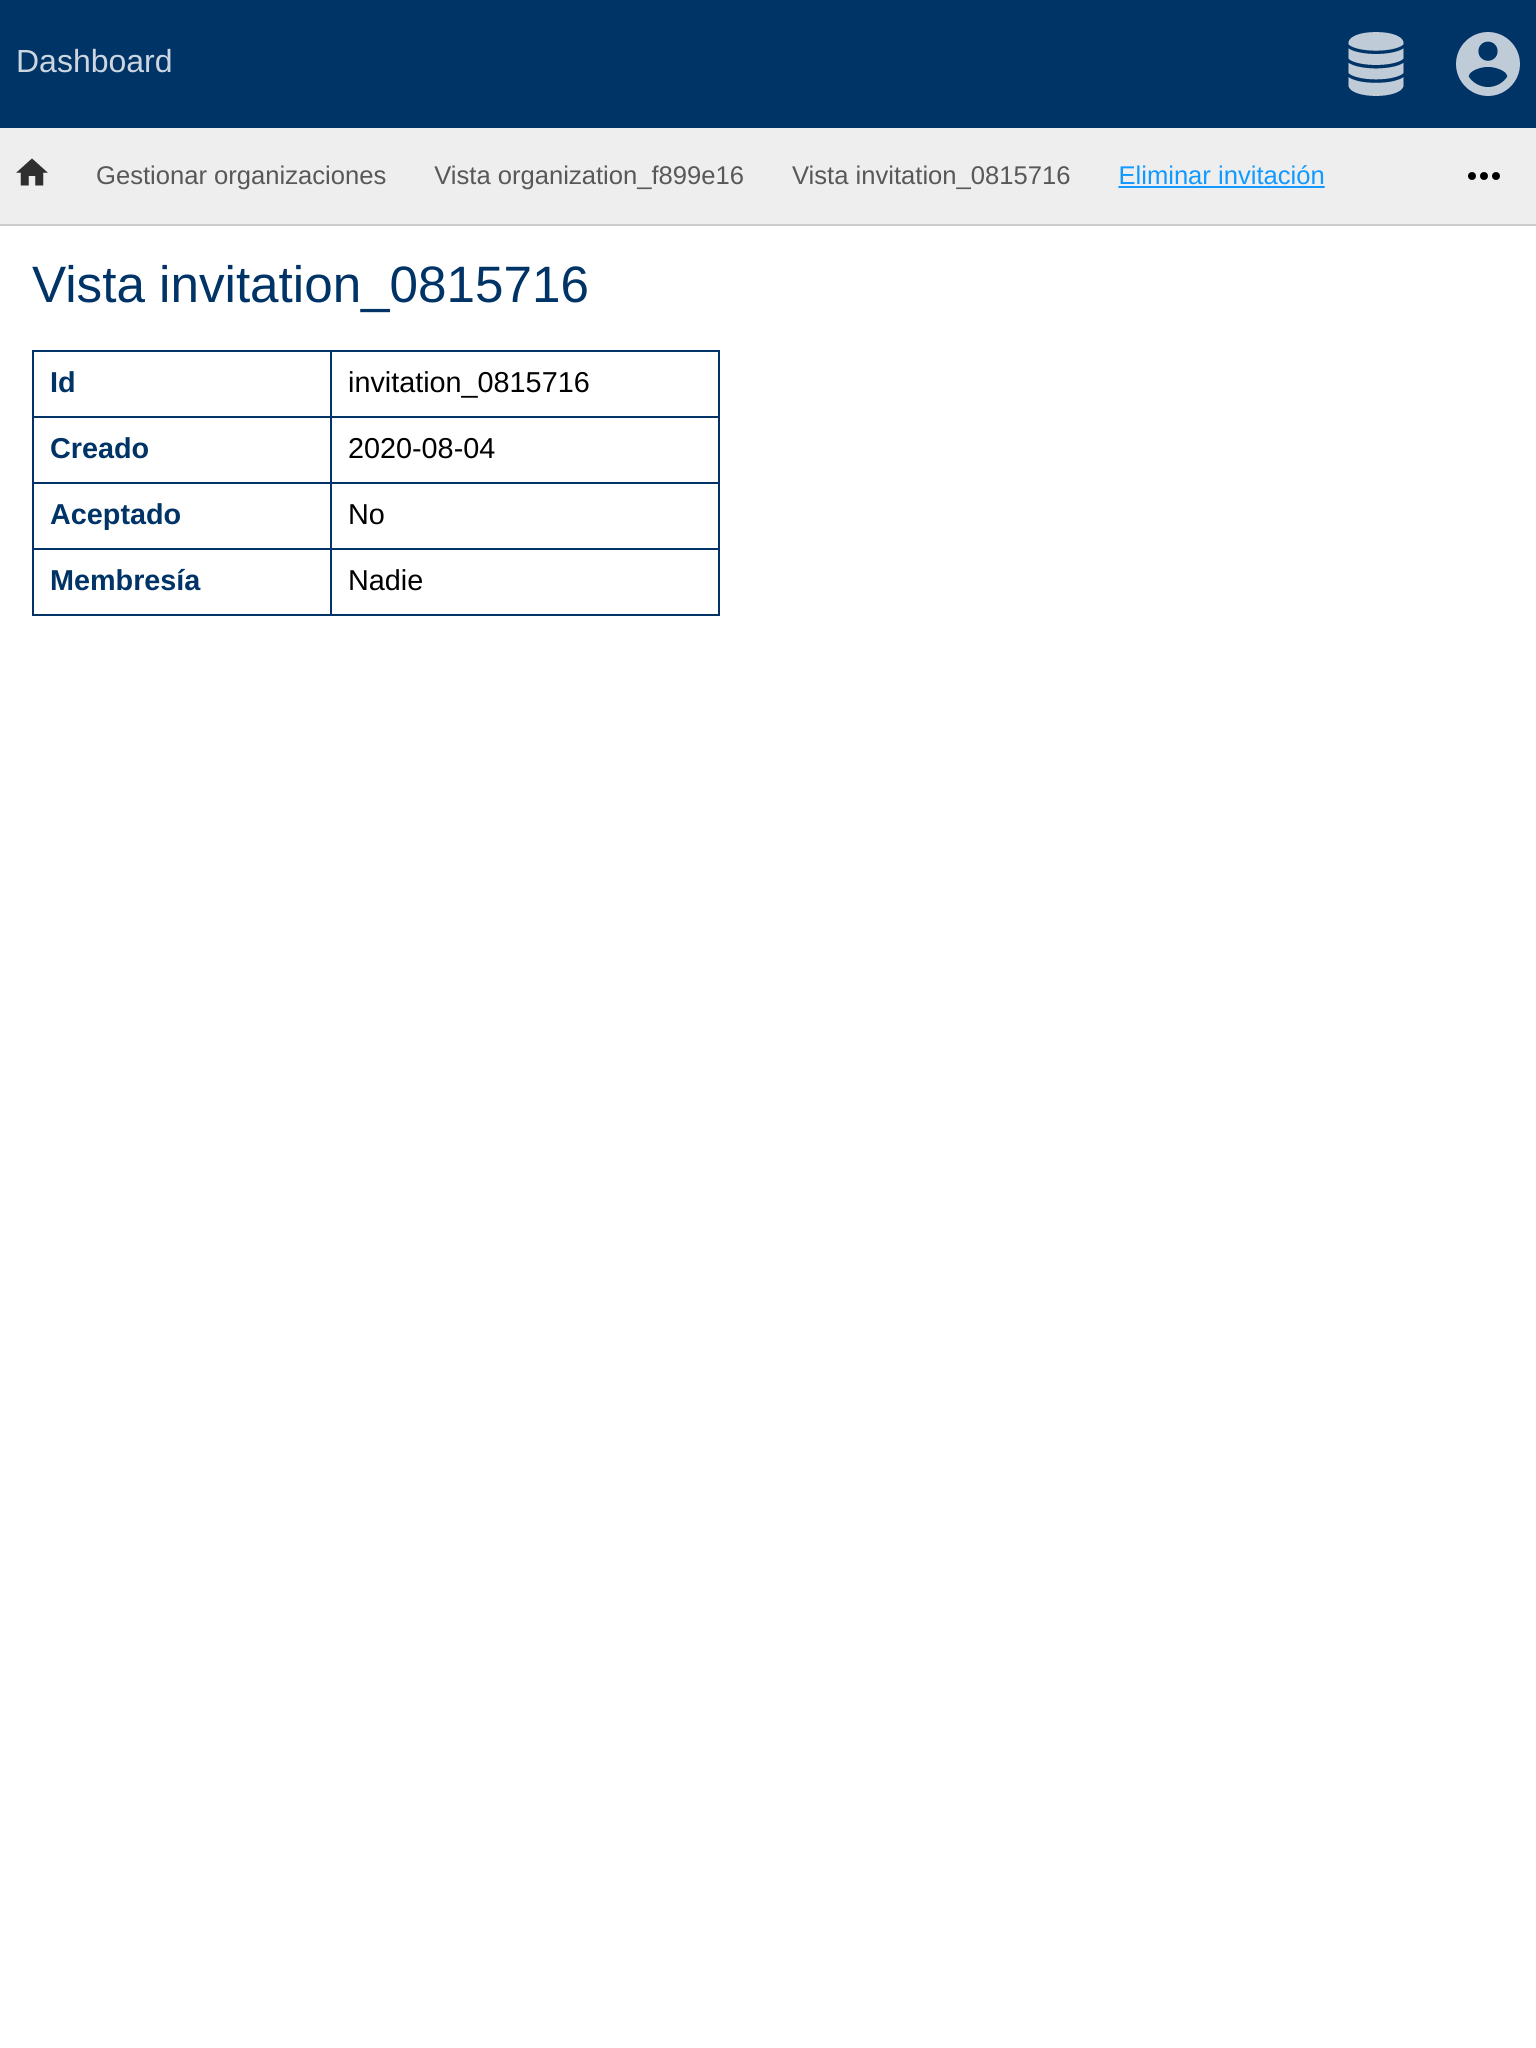 Dashboard
Gestionar organizaciones Vista organization_f899e16 Vista invitation_0815716 Eliminar invitación
Vista invitation_0815716
Id invitation_0815716
Creado 2020-08-04
Aceptado No
Membresía Nadie